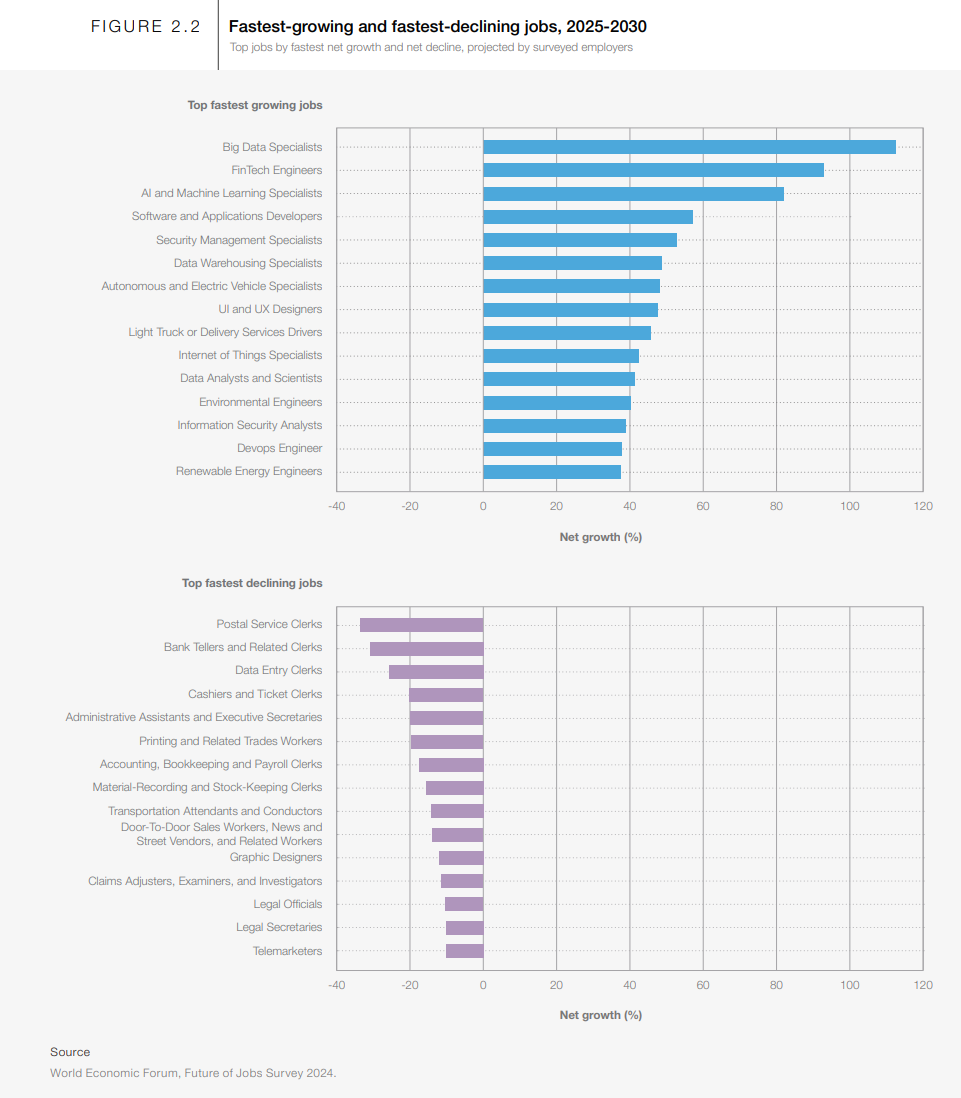 FIGURE 2.2
Fastest-growing and fastest-declining jobs, 2025-2030
Top jobs by fastest net growth and net decline, projected by surveyed employers
Top fastest growing jobs
Big Data Specialists
FinTech Engineers
AI and Machine Learning Specialists
Software and Applications Developers
Security Management Specialists
Data Warehousing Specialists
Autonomous and Electric Vehicle Specialists
UI and UX Designers
Light Truck or Delivery Services Drivers
Internet of Things Specialists
Data Analysts and Scientists
Environmental Engineers
Information Security Analysts
Devops Engineer
Renewable Energy Engineers
-40 -20 0 20 40 60 80 100 120
Net growth (%)
Top fastest declining jobs
Postal Service Clerks
Bank Tellers and Related Clerks
Data Entry Clerks
Cashiers and Ticket Clerks
Administrative Assistants and Executive Secretaries
Printing and Related Trades Workers
Accounting, Bookkeeping and Payroll Clerks
Material-Recording and Stock-Keeping Clerks
Transportation Attendants and Conductors
Door-To-Door Sales Workers, News and
Street Vendors, and Related Workers
Graphic Designers
Claims Adjusters, Examiners, and Investigators
Legal Officials
Legal Secretaries
Telemarketers
-40 -20 0 20 40 60 80 100 120
Net growth (%)
Source
World Economic Forum, Future of Jobs Survey 2024.